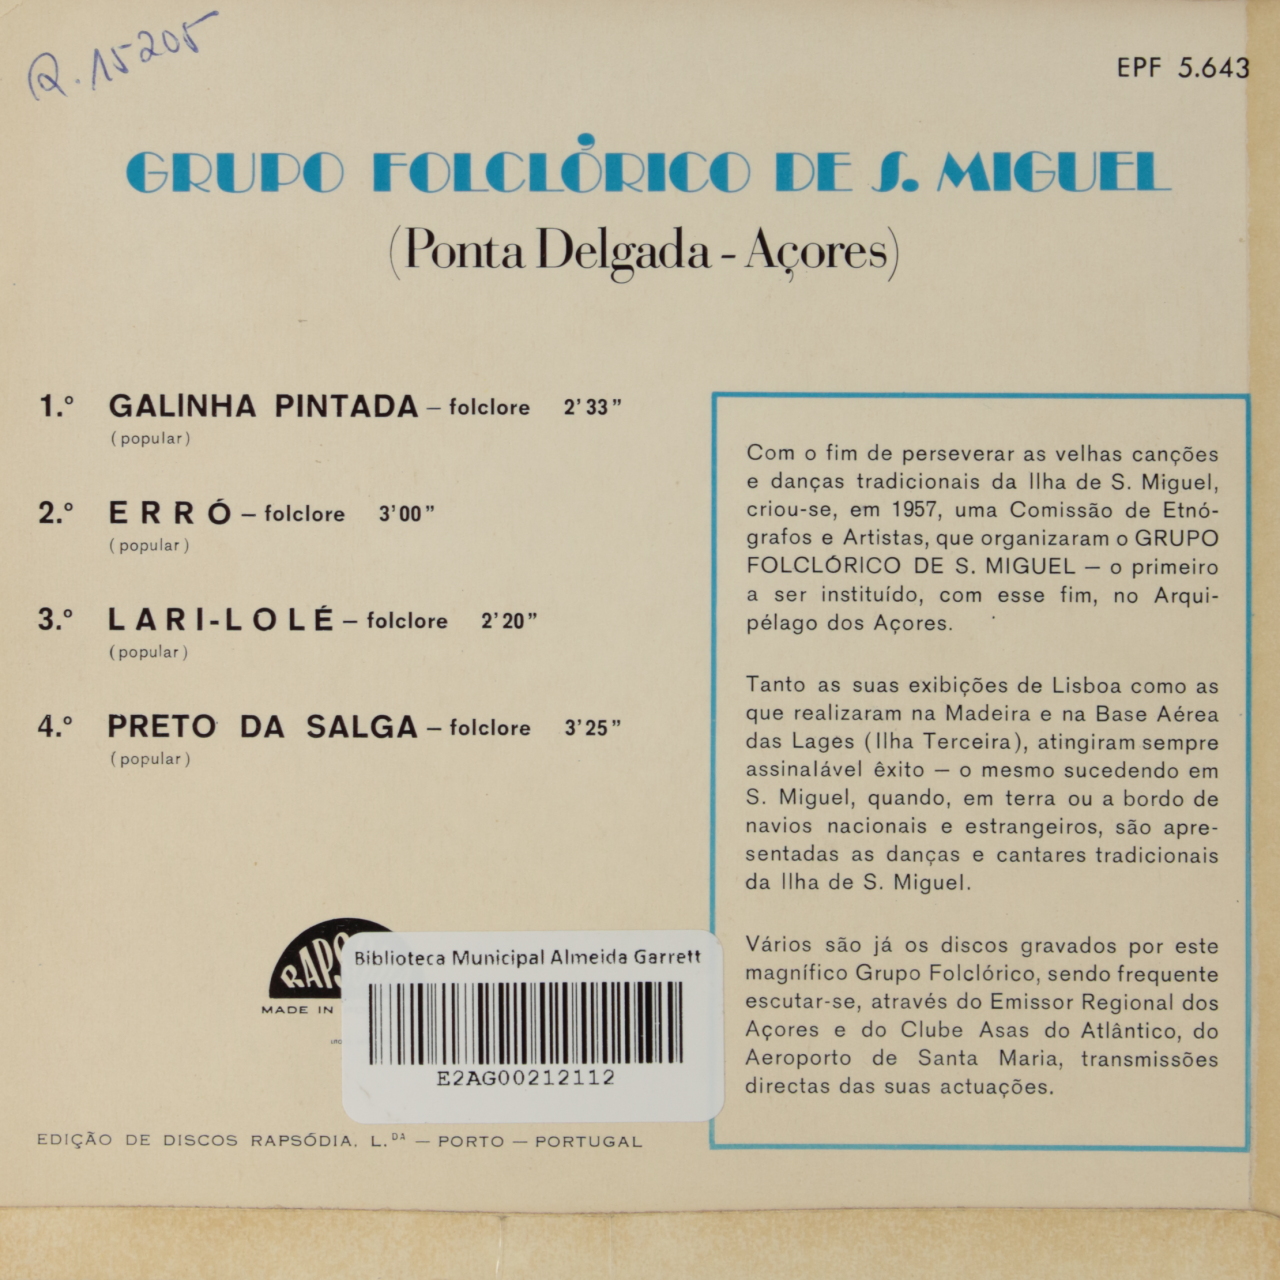 Q. 15205
EPF 5.643
GRUPO FOLCLÓRICO DE S. MIGUEL
(Ponta Delgada - Açores)
1.º GALINHA PINTADA – folclore 2'33"
(popular)
2.º ERRÓ – folclore 3'00"
(popular)
3.º LARI-LOLÉ – folclore 2'20"
(popular)
4.º PRETO DA SALGA – folclore 3'25"
(popular)
Com o fim de perseverar as velhas canções
e danças tradicionais da Ilha de S. Miguel,
criou-se, em 1957, uma Comissão de Etnó-
grafos e Artistas, que organizaram o GRUPO
FOLCLÓRICO DE S. MIGUEL – o primeiro
a ser instituído, com esse fim, no Arqui-
pélago dos Açores.
Tanto as suas exibições de Lisboa como as
que realizaram na Madeira e na Base Aérea
das Lages (Ilha Terceira), atingiram sempre
assinalável êxito – o mesmo sucedendo em
S. Miguel, quando, em terra ou a bordo de
navios nacionais e estrangeiros, são apre-
sentadas as danças e cantares tradicionais
da Ilha de S. Miguel.
Vários são já os discos gravados por este
magnífico Grupo Folclórico, sendo frequente
escutar-se, através do Emissor Regional dos
Açores e do Clube Asas do Atlântico, do
Aeroporto de Santa Maria, transmissões
directas das suas actuações.
MADE IN
Biblioteca Municipal Almeida Garrett
E2AG00212112
EDIÇÃO DE DISCOS RAPSÓDIA, L.DA – PORTO – PORTUGAL